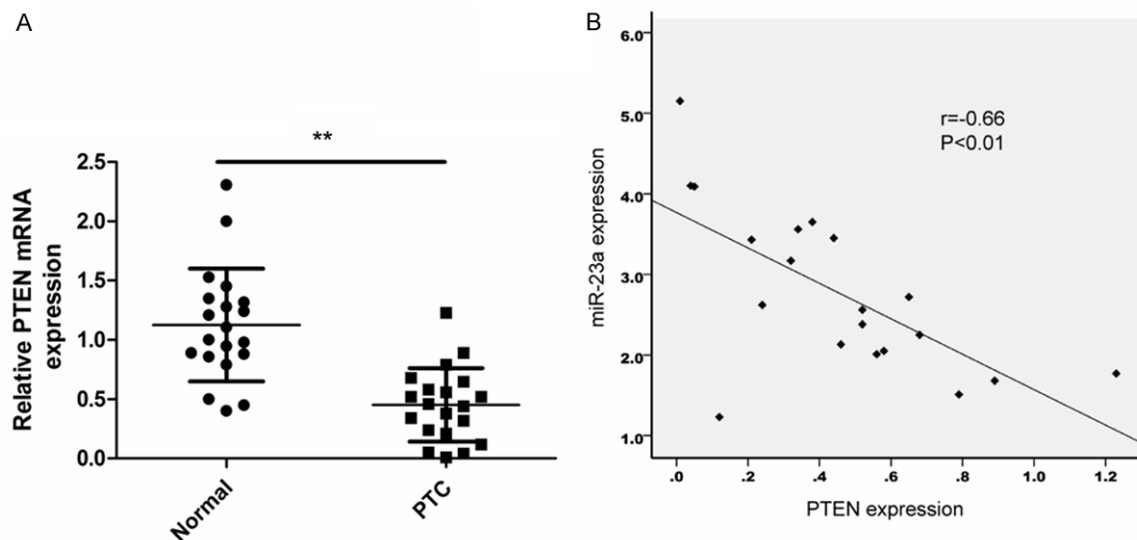 A
**
Relative PTEN mRNA
expression
2.5
2.0
1.5
1.0
0.5
0.0
Normal
PTC
B
miR-23a expression
6.0
5.0
4.0
3.0
2.0
1.0
r=-0.66
P<0.01
.0
.2
.4
.6
.8
1.0
1.2
PTEN expression